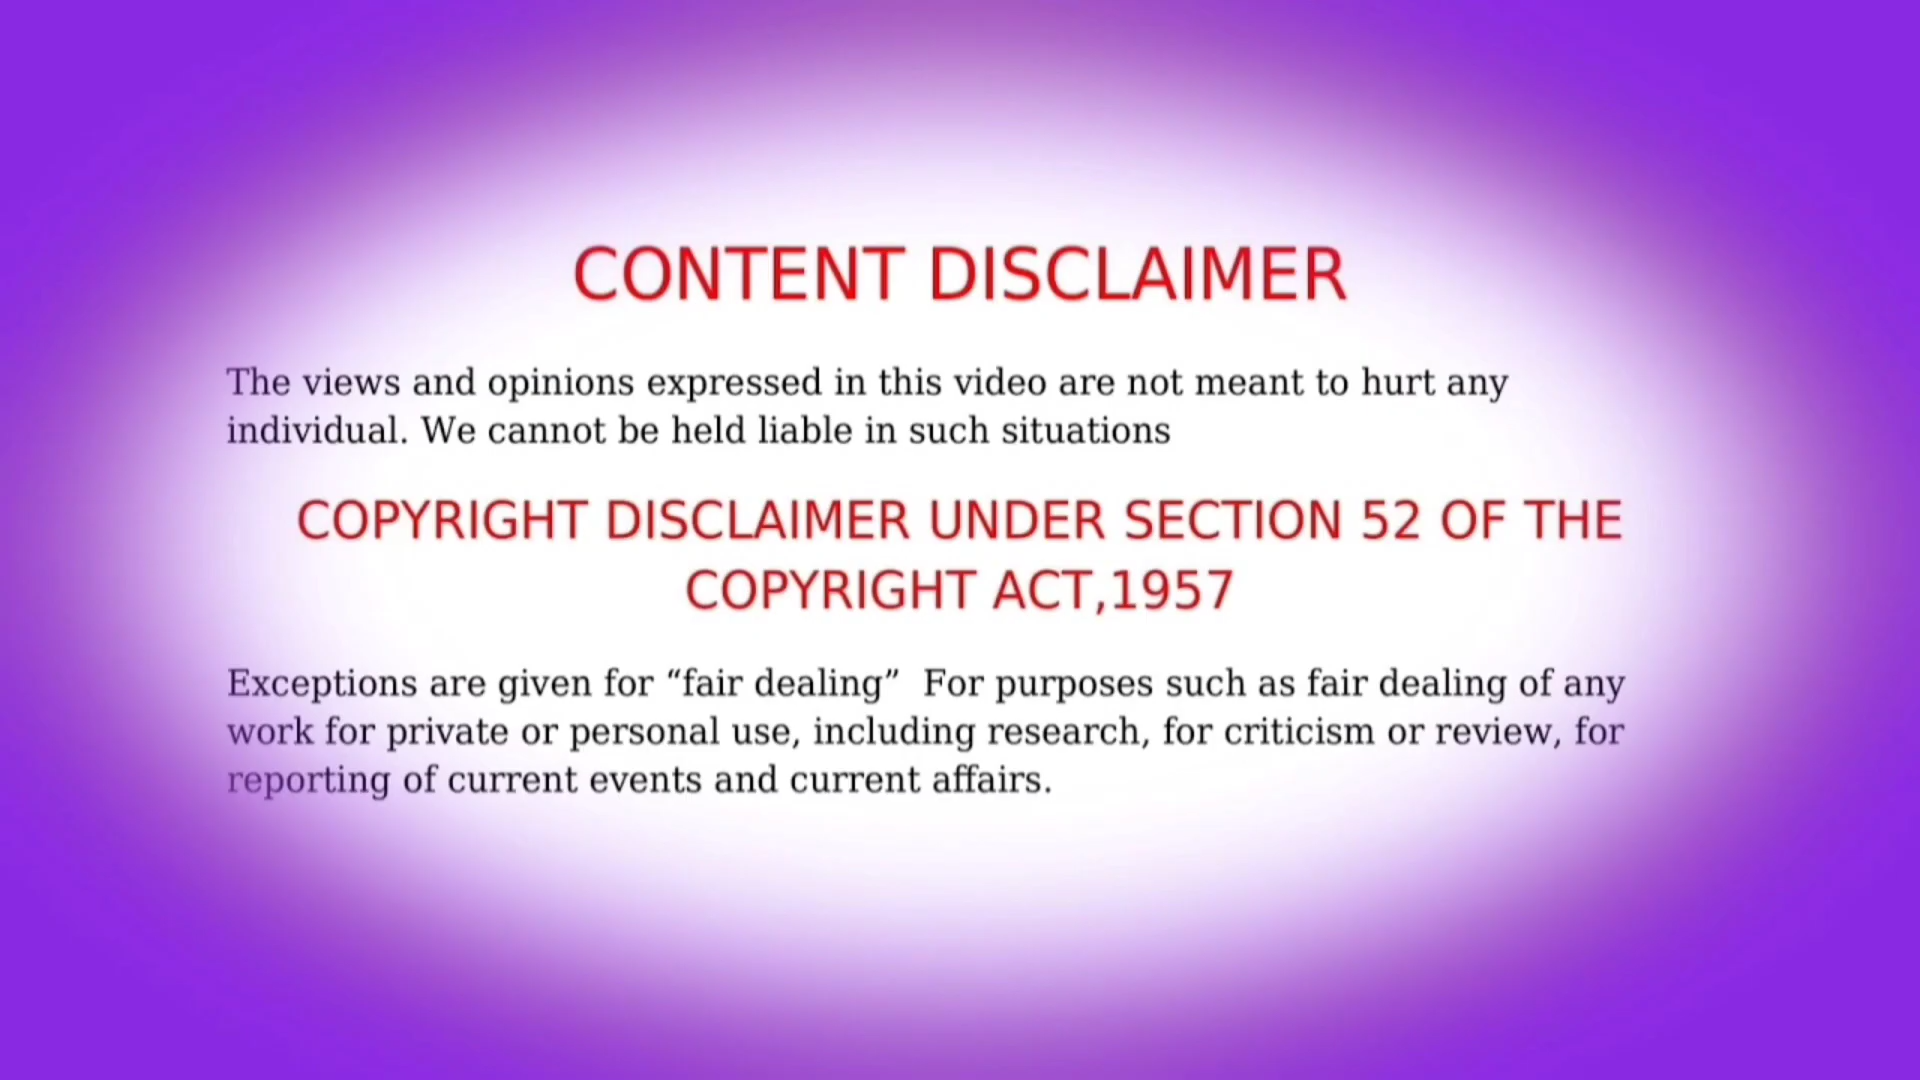 CONTENT DISCLAIMER
The views and opinions expressed in this video are not meant to hurt any
individual. We cannot be held liable in such situations
COPYRIGHT DISCLAIMER UNDER SECTION 52 OF THE
COPYRIGHT ACT,1957
Exceptions are given for “fair dealing”  For purposes such as fair dealing of any
work for private or personal use, including research, for criticism or review, for
reporting of current events and current affairs.